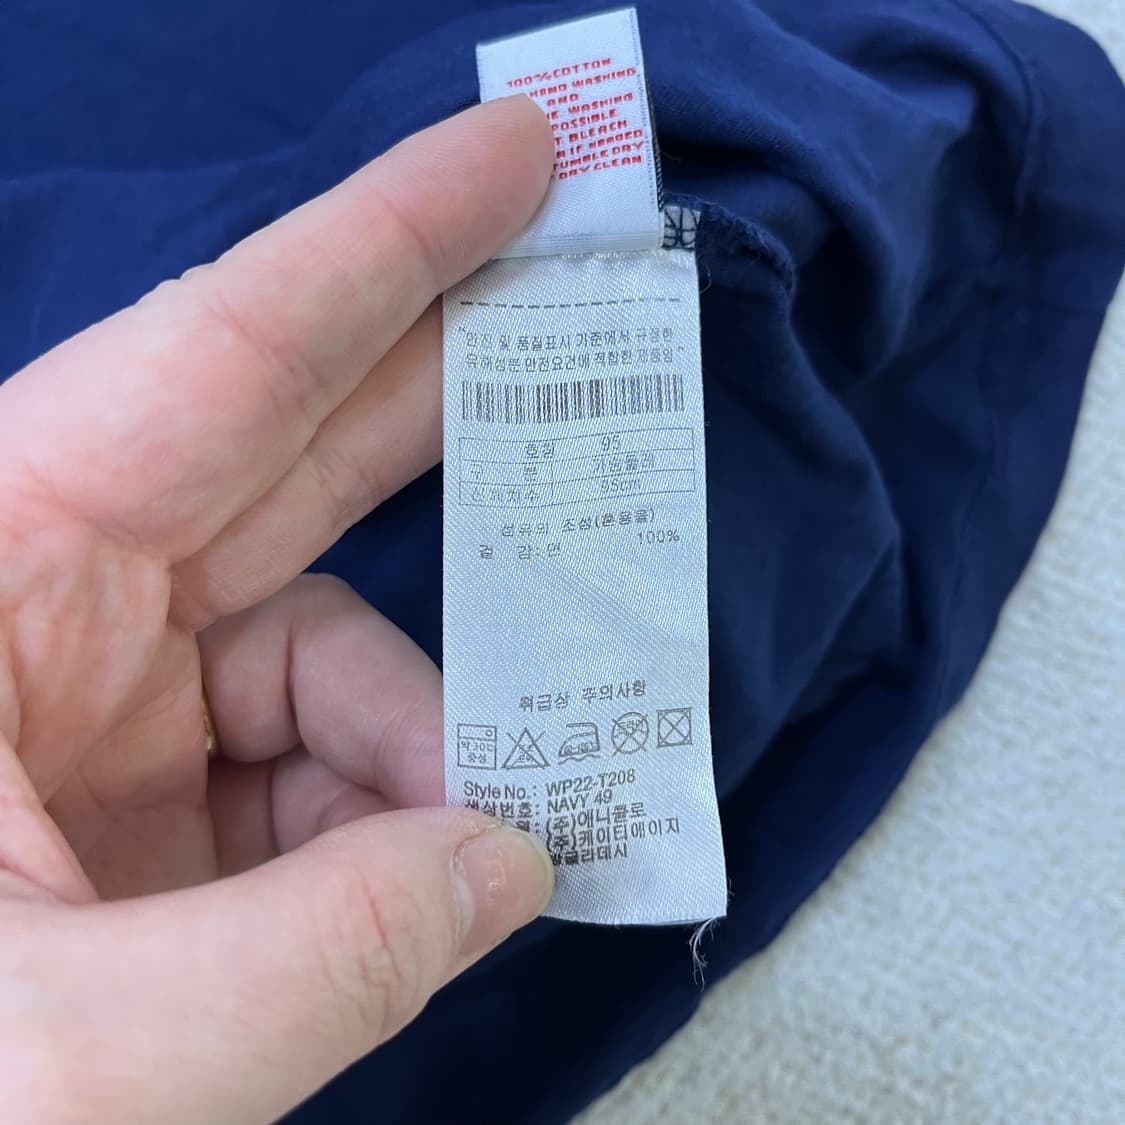 100%COTTON
HAND WASHING
AND
WASHING
POSSIBLE
BLEACH
IF NEEDED
TUMBLE DRY
DRYCLEAN
"안전 및 품질표시 기준에서 규정한
유해성분 안전요건에 적합한 제품임"
호칭 95
구 분 가슴둘레
신체치수 95cm
섬유의 조성(혼용율)
겉 감: 면 100%
취급상 주의사항
약 30℃
중성
드라이
Style No.: WP22-T208
색상번호: NAVY 49
: (주)애니클로
(주)케이티에이지
방글라데시